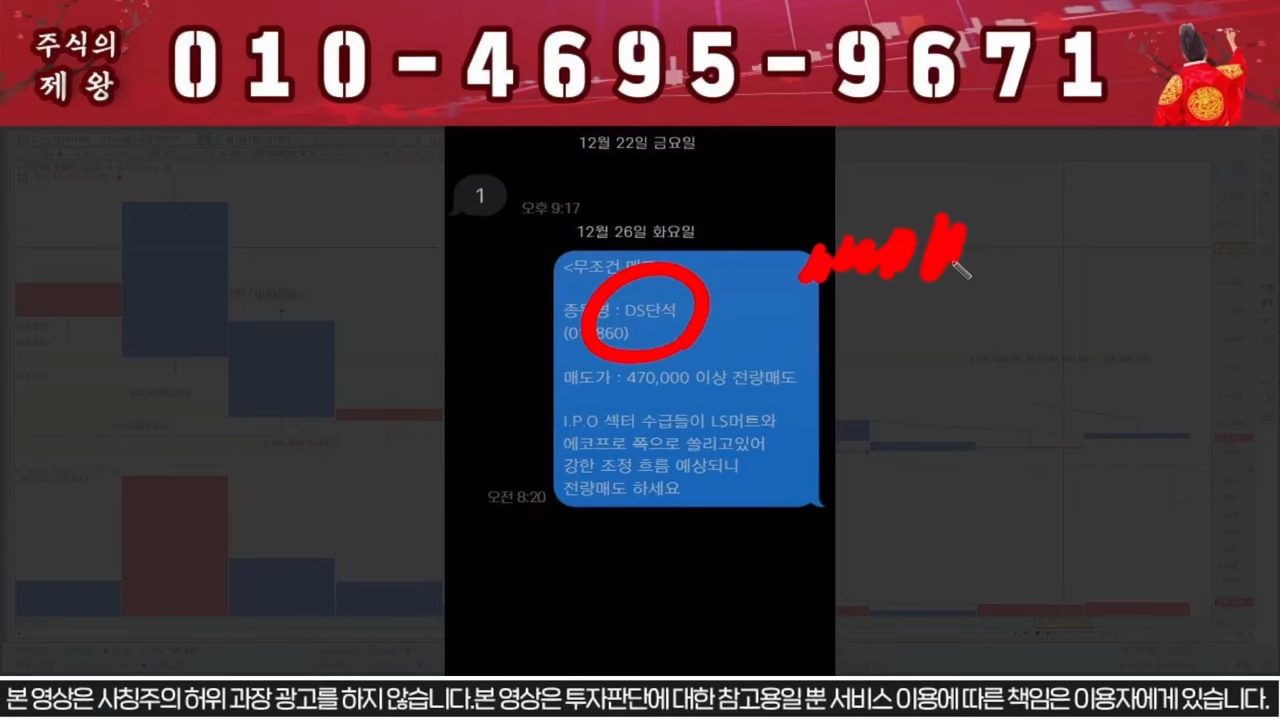 주식의
제왕
010-4695-9671
12월 22일 금요일
1
오후 9:17
12월 26일 화요일
<무조건
: DS단석
860)
매도가 : 470,000 이상 전량매도
I.P.O 섹터 수급들이 LS머트와
에코프로 쪽으로 쏠리고있어
강한 조정 흐름 예상되니
전량매도 하세요
오전 8:20
본 영상은 사칭주의 허위 과장 광고를 하지 않습니다.본 영상은 투자판단에 대한 참고용일 뿐 서비스 이용에 따른 책임은 이용자에게 있습니다.